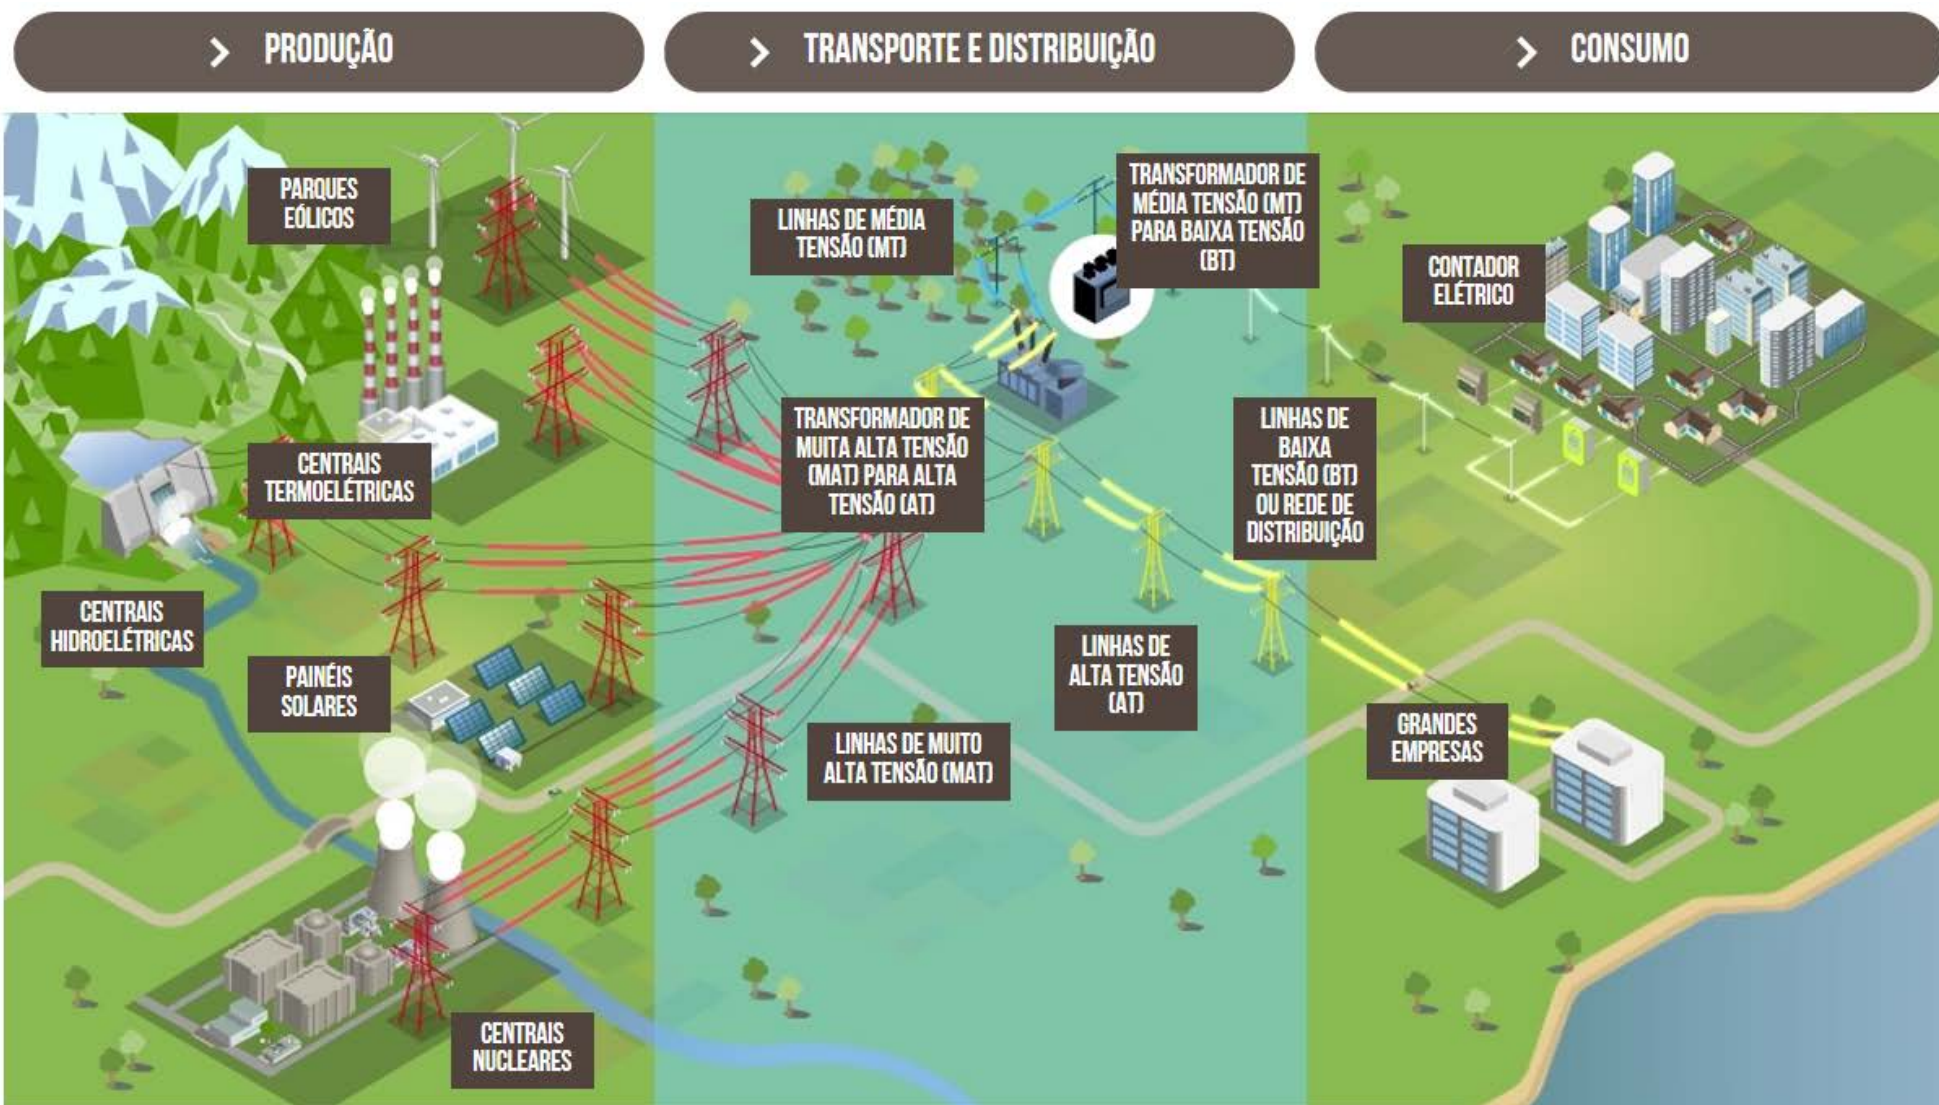 PRODUÇÃO
TRANSPORTE E DISTRIBUIÇÃO
CONSUMO
PARQUES
EÓLICOS
CENTRAIS
TERMOELÉTRICAS
CENTRAIS
HIDROELÉTRICAS
PAINÉIS
SOLARES
CENTRAIS
NUCLEARES
LINHAS DE MÉDIA
TENSÃO (MT)
TRANSFORMADOR DE
MÉDIA TENSÃO (MT)
PARA BAIXA TENSÃO
(BT)
TRANSFORMADOR DE
MUITA ALTA TENSÃO
(MAT) PARA ALTA
TENSÃO (AT)
LINHAS DE
BAIXA
TENSÃO (BT)
OU REDE DE
DISTRIBUIÇÃO
LINHAS DE
ALTA TENSÃO
(AT)
LINHAS DE MUITO
ALTA TENSÃO (MAT)
CONTADOR
ELÉTRICO
GRANDES
EMPRESAS